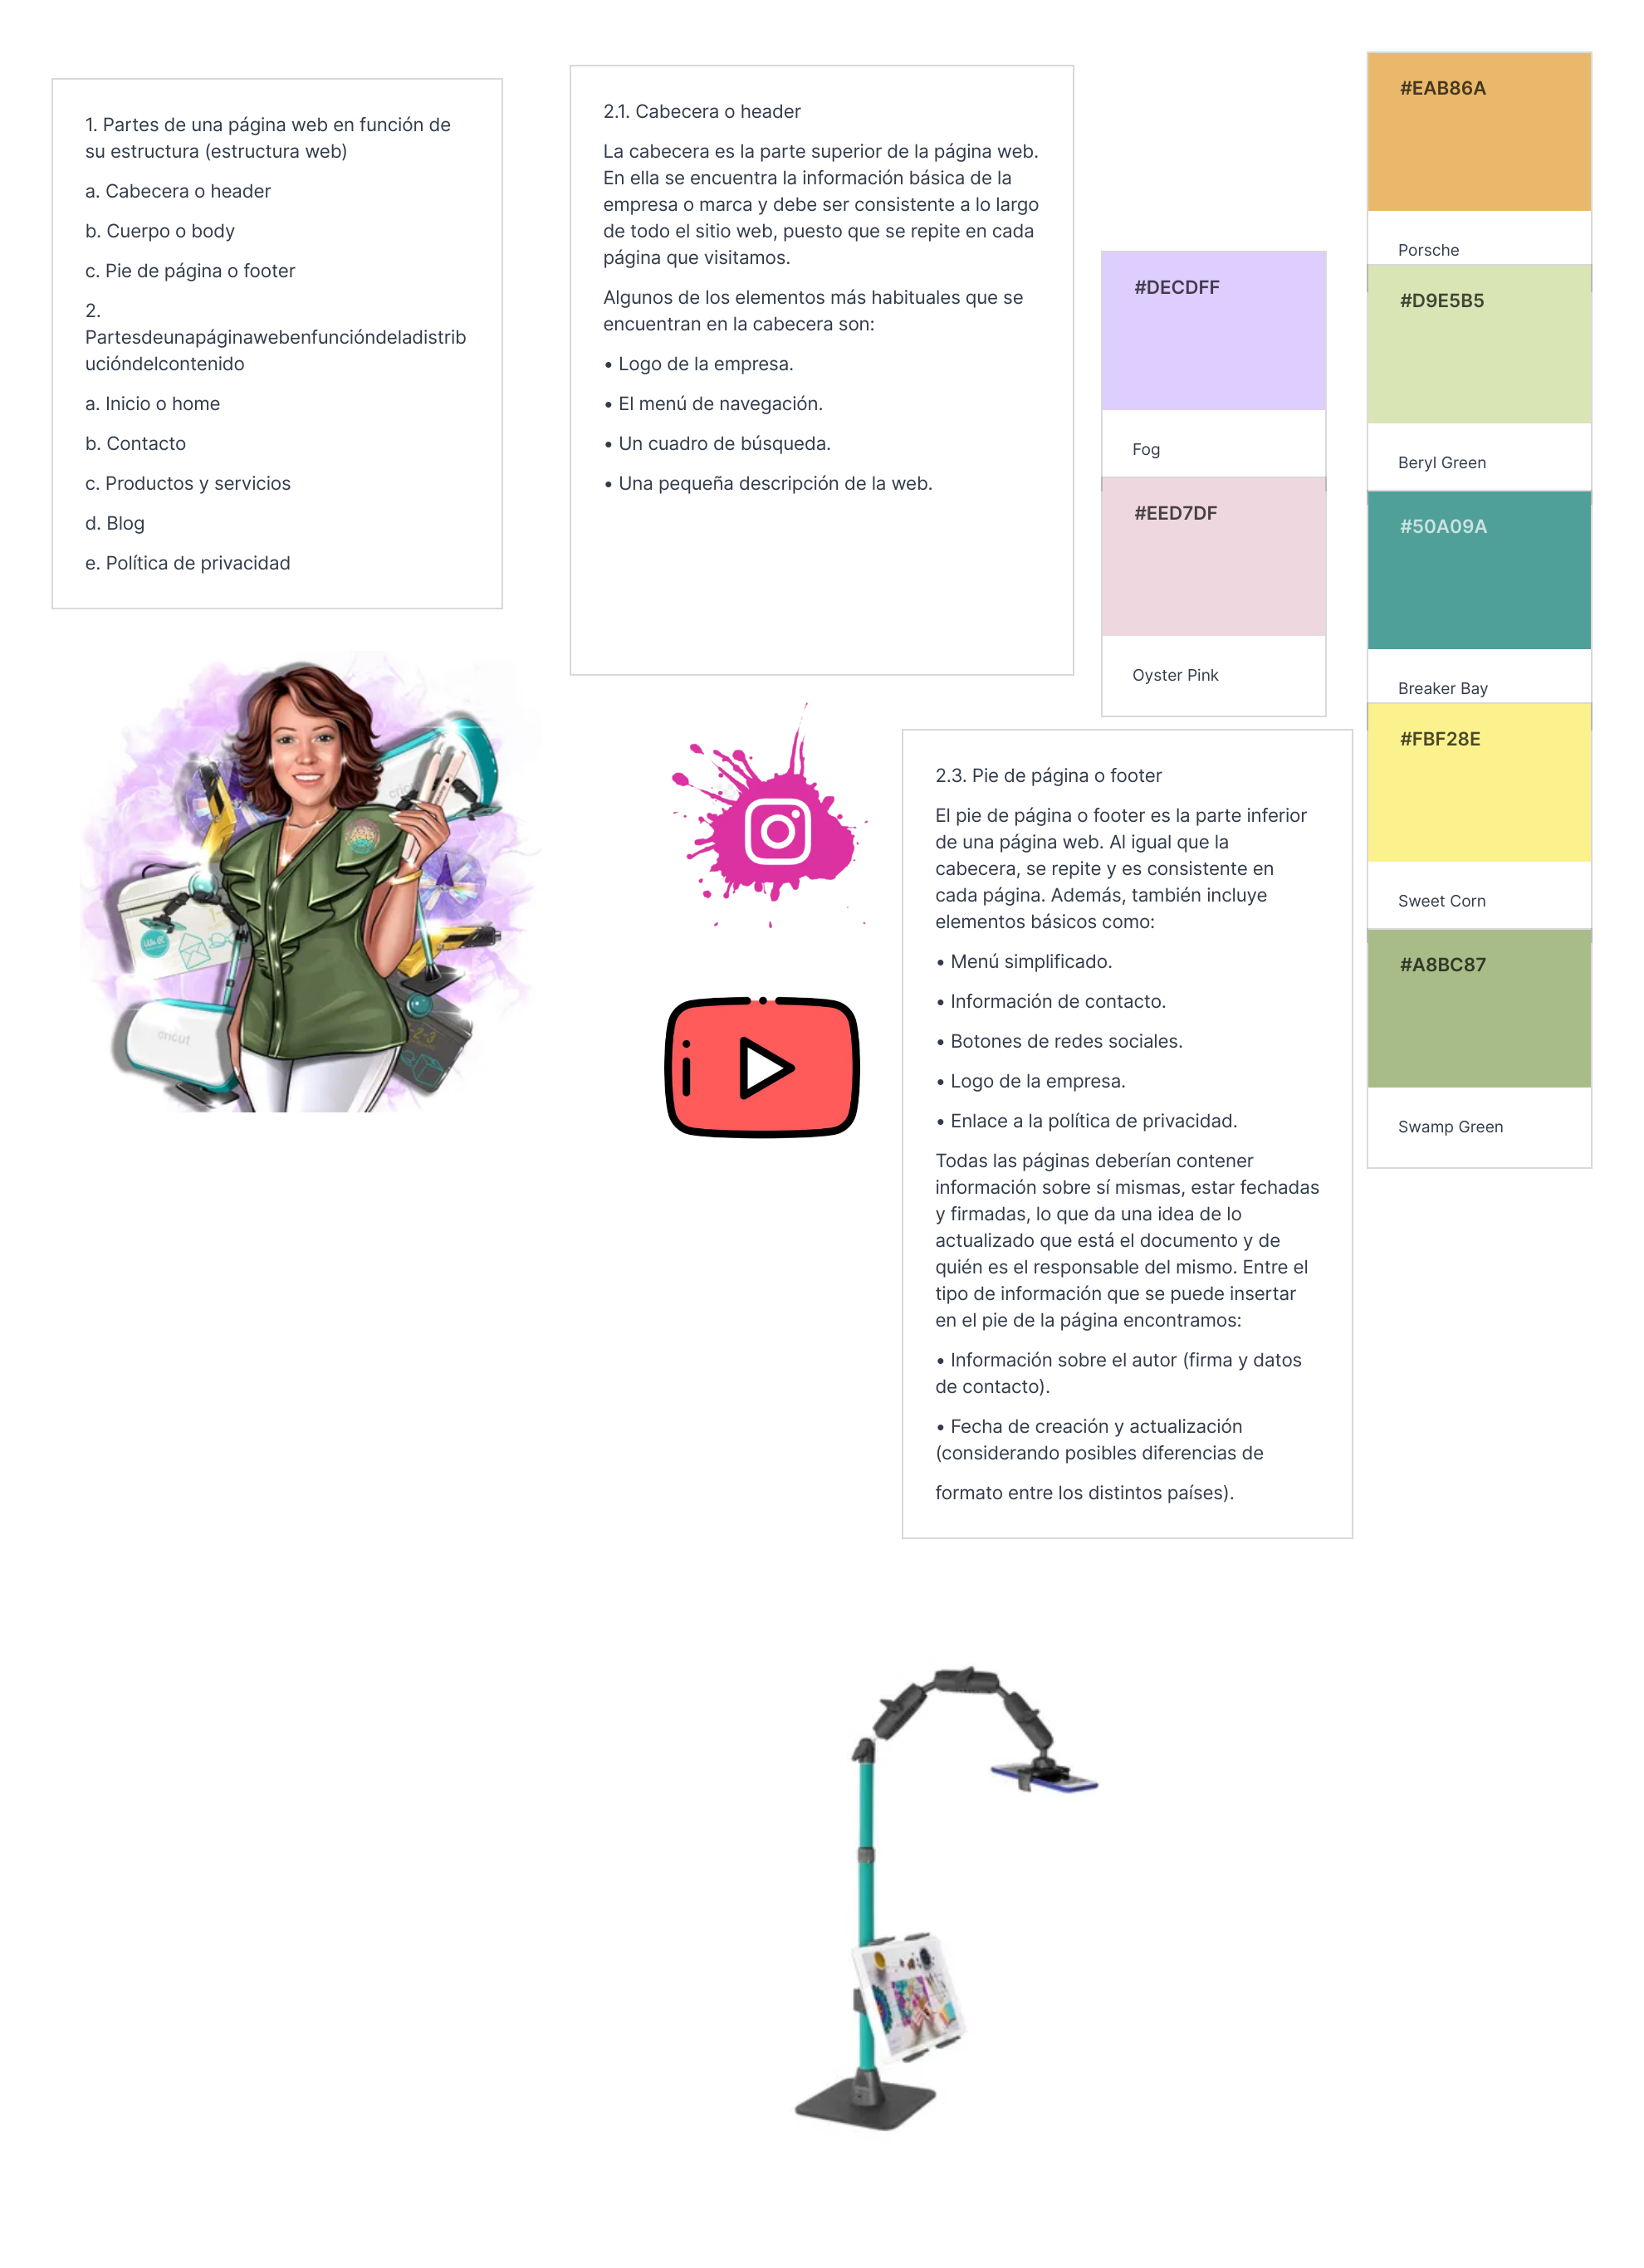 1. Partes de una página web en función de
su estructura (estructura web)
a. Cabecera o header
b. Cuerpo o body
c. Pie de página o footer
2.
Partesdeunapáginawebenfuncióndeladistrib
ucióndelcontenido
a. Inicio o home
b. Contacto
c. Productos y servicios
d. Blog
e. Política de privacidad
2.1. Cabecera o header
La cabecera es la parte superior de la página web.
En ella se encuentra la información básica de la
empresa o marca y debe ser consistente a lo largo
de todo el sitio web, puesto que se repite en cada
página que visitamos.
Algunos de los elementos más habituales que se
encuentran en la cabecera son:
• Logo de la empresa.
• El menú de navegación.
• Un cuadro de búsqueda.
• Una pequeña descripción de la web.
#DECDFF
Fog
#EED7DF
Oyster Pink
#EAB86A
Porsche
#D9E5B5
Beryl Green
#50A09A
Breaker Bay
#FBF28E
Sweet Corn
#A8BC87
Swamp Green
cricut
2.3. Pie de página o footer
El pie de página o footer es la parte inferior
de una página web. Al igual que la
cabecera, se repite y es consistente en
cada página. Además, también incluye
elementos básicos como:
• Menú simplificado.
• Información de contacto.
• Botones de redes sociales.
• Logo de la empresa.
• Enlace a la política de privacidad.
Todas las páginas deberían contener
información sobre sí mismas, estar fechadas
y firmadas, lo que da una idea de lo
actualizado que está el documento y de
quién es el responsable del mismo. Entre el
tipo de información que se puede insertar
en el pie de la página encontramos:
• Información sobre el autor (firma y datos
de contacto).
• Fecha de creación y actualización
(considerando posibles diferencias de
formato entre los distintos países).